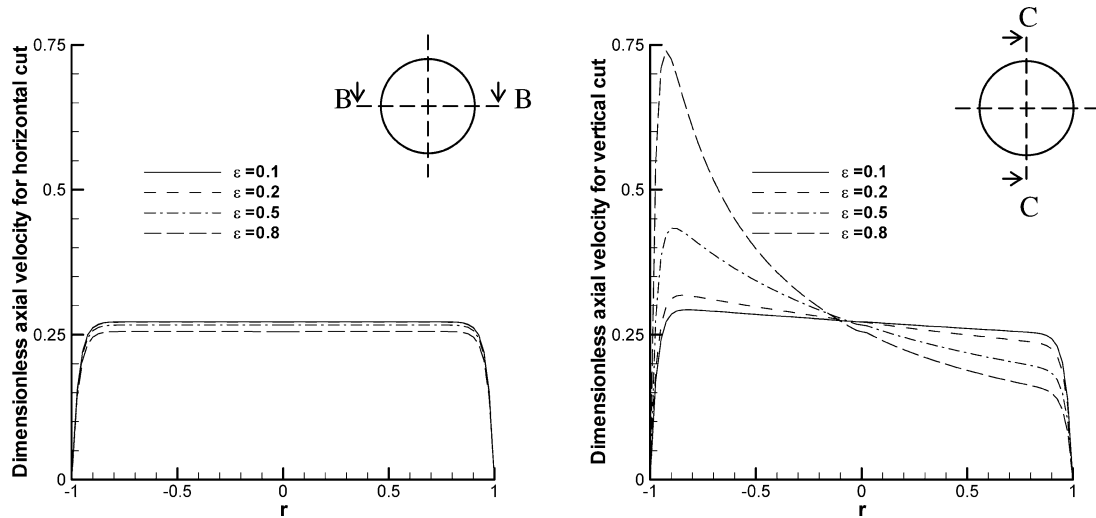 Dimensionless axial velocity for horizontal cut
0.75
0.5
0.25
0
-1
-0.5
0
0.5
1
r
B
B
ε=0.1
ε=0.2
ε=0.5
ε=0.8
Dimensionless axial velocity for vertical cut
0.75
0.5
0.25
0
-1
-0.5
0
0.5
1
r
C
C
ε=0.1
ε=0.2
ε=0.5
ε=0.8